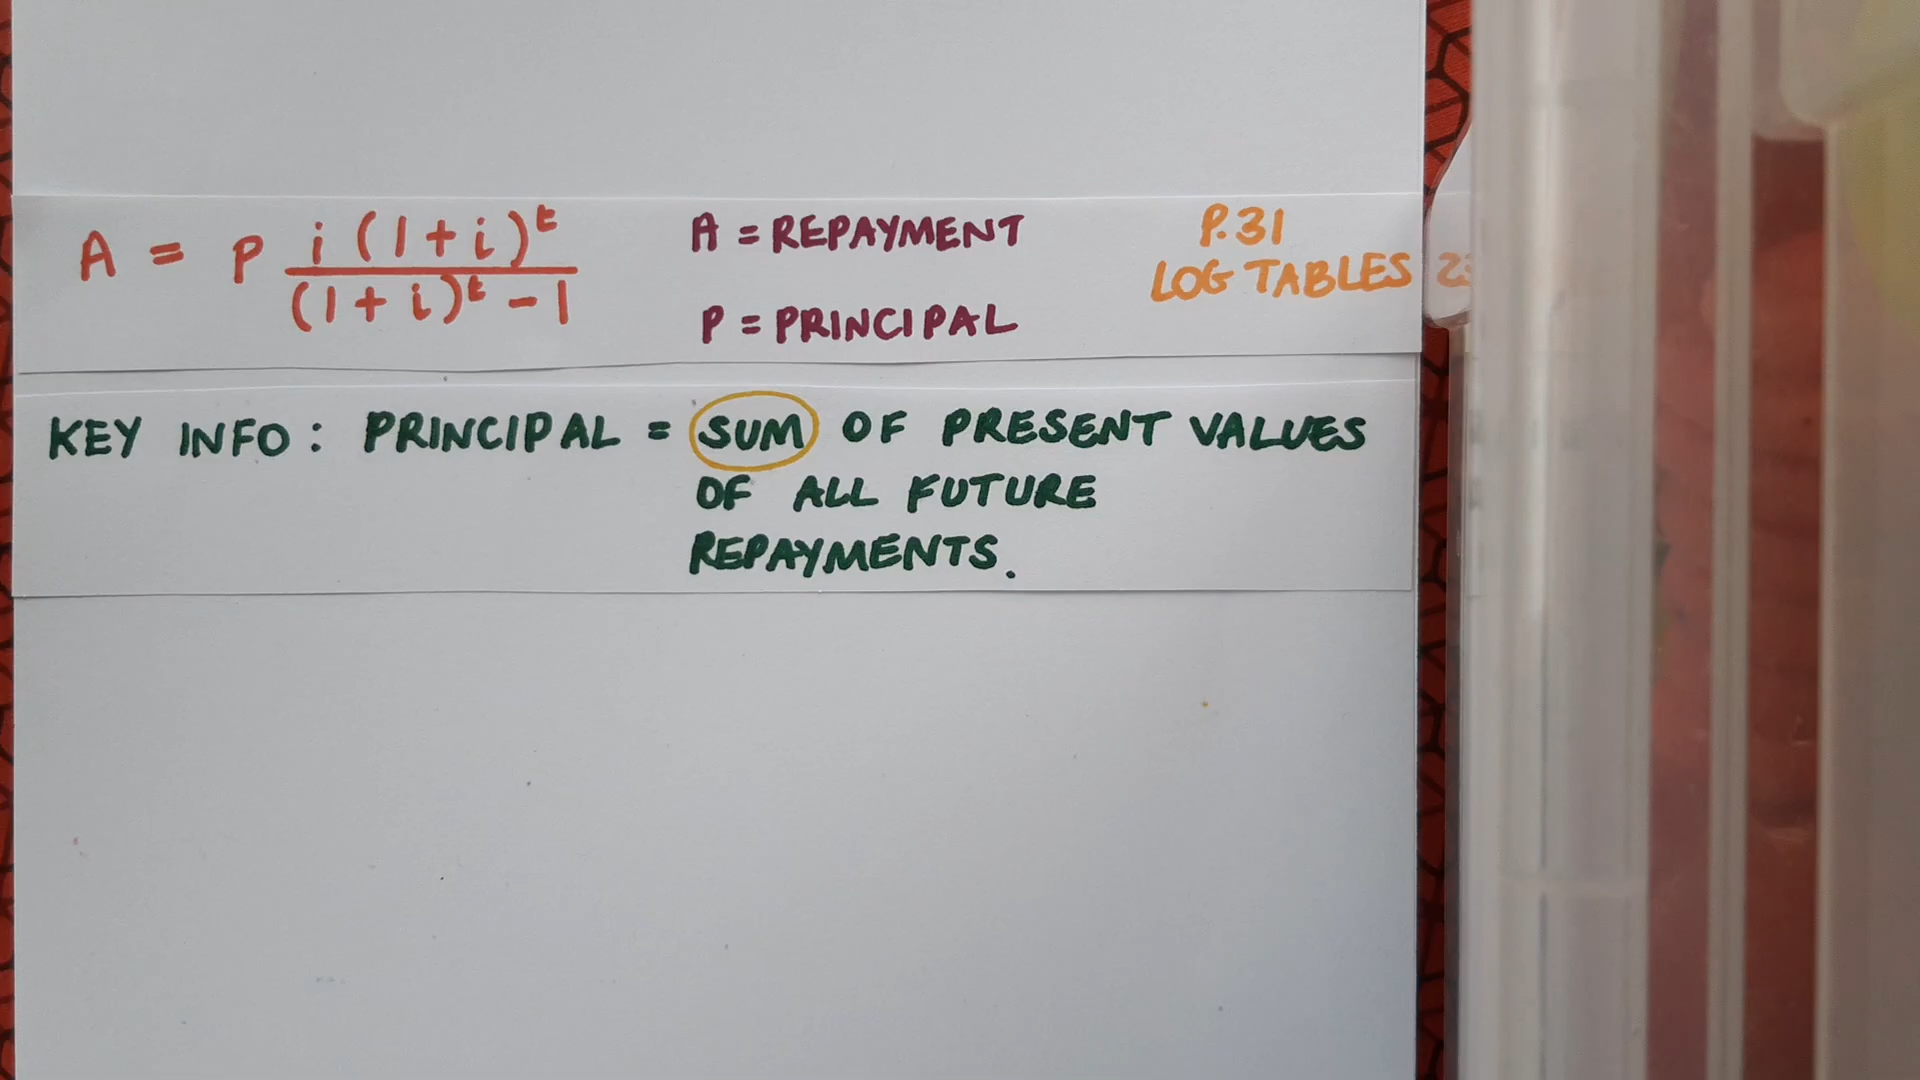 A = P i(1+i)^t / (1+i)^t - 1
A = REPAYMENT
P = PRINCIPAL
P.31
LOG TABLES
KEY INFO: PRINCIPAL = SUM OF PRESENT VALUES
OF ALL FUTURE
REPAYMENTS.